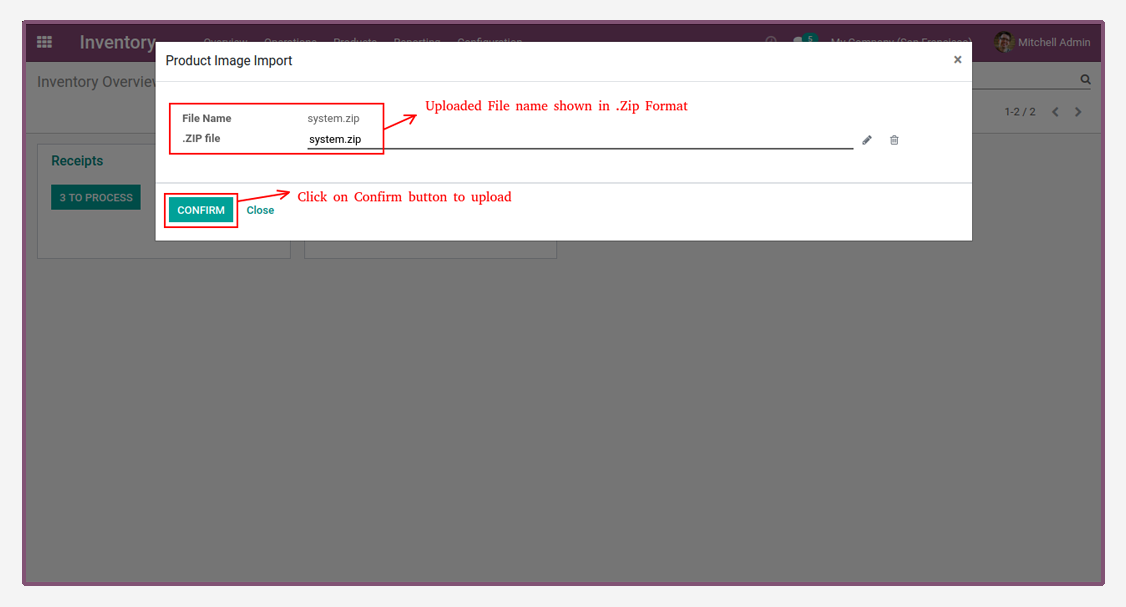 Inventory Overview Operations Products Reporting Configuration 5 My Company (San Francisco) Mitchell Admin
Product Image Import ×
Inventory Overview
1-2 / 2
Uploaded File name shown in .Zip Format
File Name system.zip
.ZIP file system.zip
Receipts
3 TO PROCESS
Click on Confirm button to upload
CONFIRM Close